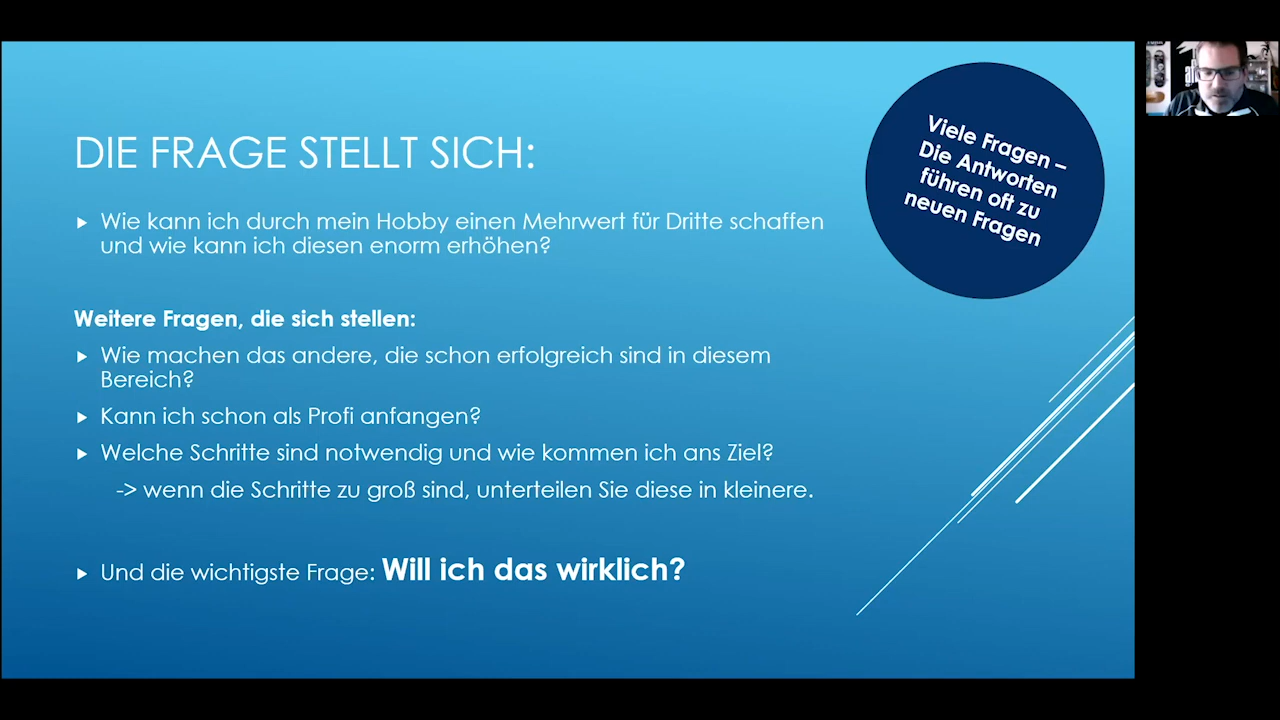 DIE FRAGE STELLT SICH:
Wie kann ich durch mein Hobby einen Mehrwert für Dritte schaffen
und wie kann ich diesen enorm erhöhen?
Weitere Fragen, die sich stellen:
Wie machen das andere, die schon erfolgreich sind in diesem
Bereich?
Kann ich schon als Profi anfangen?
Welche Schritte sind notwendig und wie kommen ich ans Ziel?
-> wenn die Schritte zu groß sind, unterteilen Sie diese in kleinere.
Und die wichtigste Frage: Will ich das wirklich?
Viele Fragen –
Die Antworten
führen oft zu
neuen Fragen